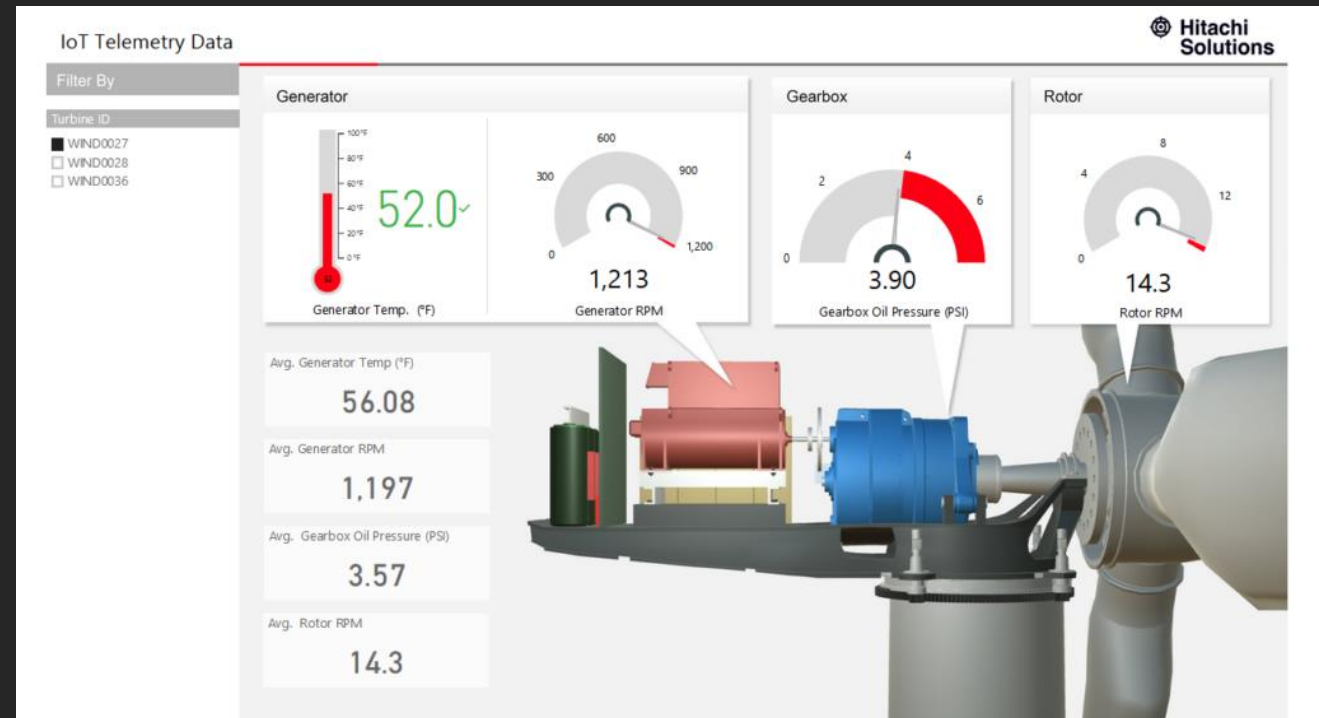 IoT Telemetry Data
Hitachi
Solutions
Filter By
Turbine ID
WIND0027
WIND0028
WIND0036
Generator
100°F
80°F
60°F
40°F
20°F
0°F
52.0
Generator Temp. (°F)
0
300
600
900
1,200
1,213
Generator RPM
Gearbox
0
2
4
6
3.90
Gearbox Oil Pressure (PSI)
Rotor
0
4
8
12
14.3
Rotor RPM
Avg. Generator Temp (°F)
56.08
Avg. Generator RPM
1,197
Avg. Gearbox Oil Pressure (PSI)
3.57
Avg. Rotor RPM
14.3